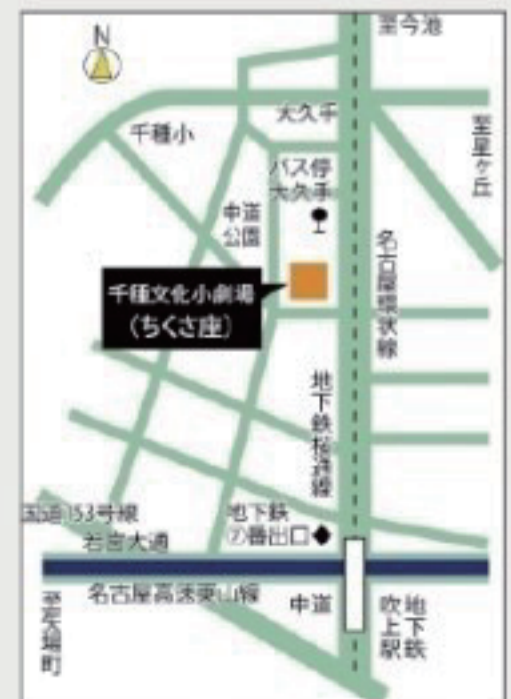 N
至今池
大久手
千種小
至星ヶ丘
バス停
大久手
中道
公園
名古屋環状線
千種文化小劇場
(ちくさ座)
地下鉄桜通線
国道153号線
地下鉄
⑦番出口
若宮大通
名古屋高速東山線
中道
地下鉄
吹上駅
至矢場町